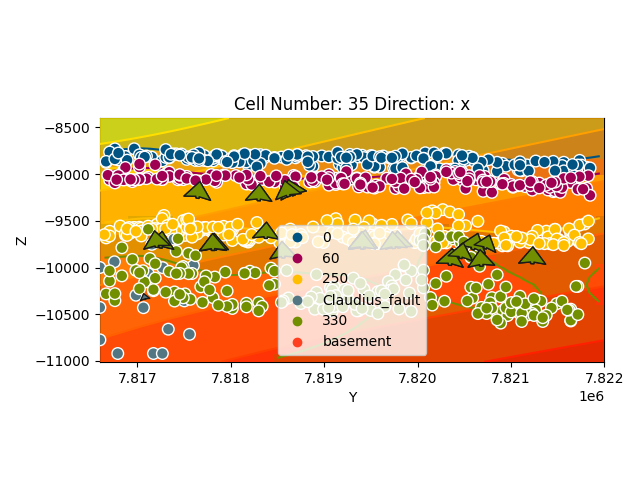 Cell Number: 35 Direction: x
−8500
−9000
−9500
−10000
−10500
−11000
Z
0
60
250
Claudius_fault
330
basement
7.817
7.818
7.819
7.820
7.821
7.822
1e6
Y